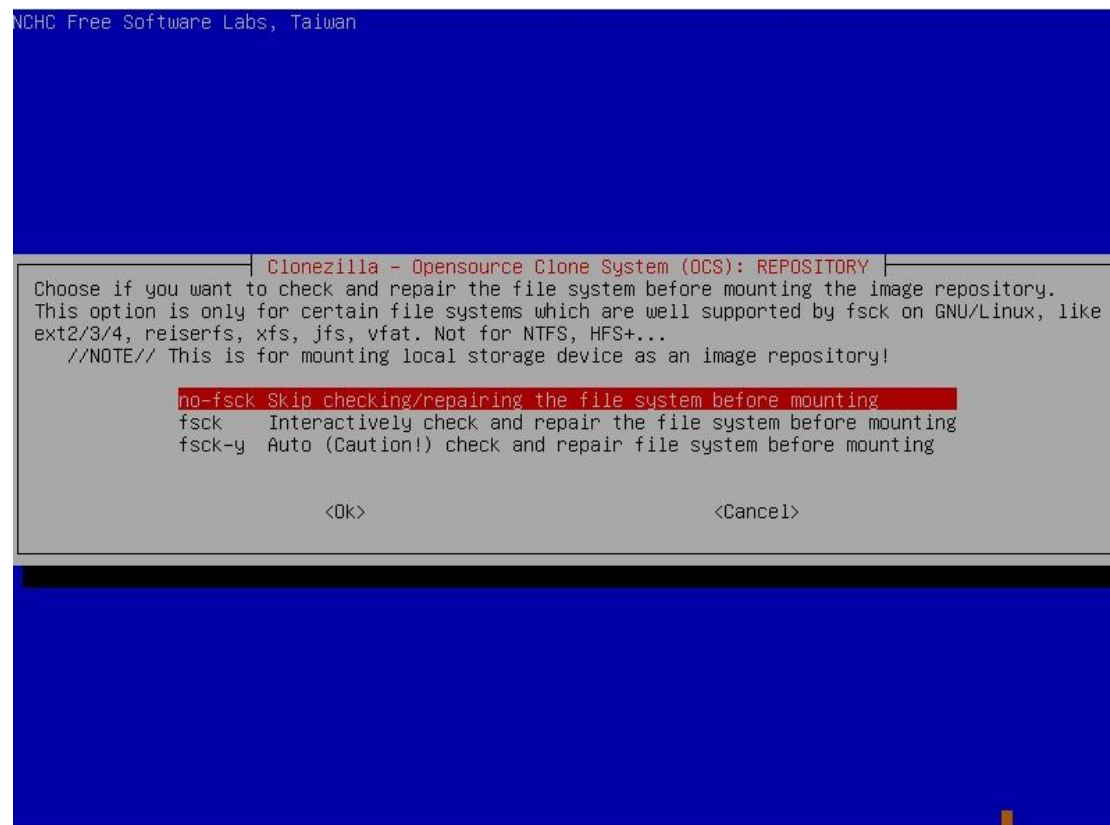 NCHC Free Software Labs, Taiwan
Clonezilla - Opensource Clone System (OCS): REPOSITORY
Choose if you want to check and repair the file system before mounting the image repository.
This option is only for certain file systems which are well supported by fsck on GNU/Linux, like
ext2/3/4, reiserfs, xfs, jfs, vfat. Not for NTFS, HFS+...
//NOTE// This is for mounting local storage device as an image repository!
no-fsck Skip checking/repairing the file system before mounting
fsck Interactively check and repair the file system before mounting
fsck-y Auto (Caution!) check and repair file system before mounting
<Ok> <Cancel>